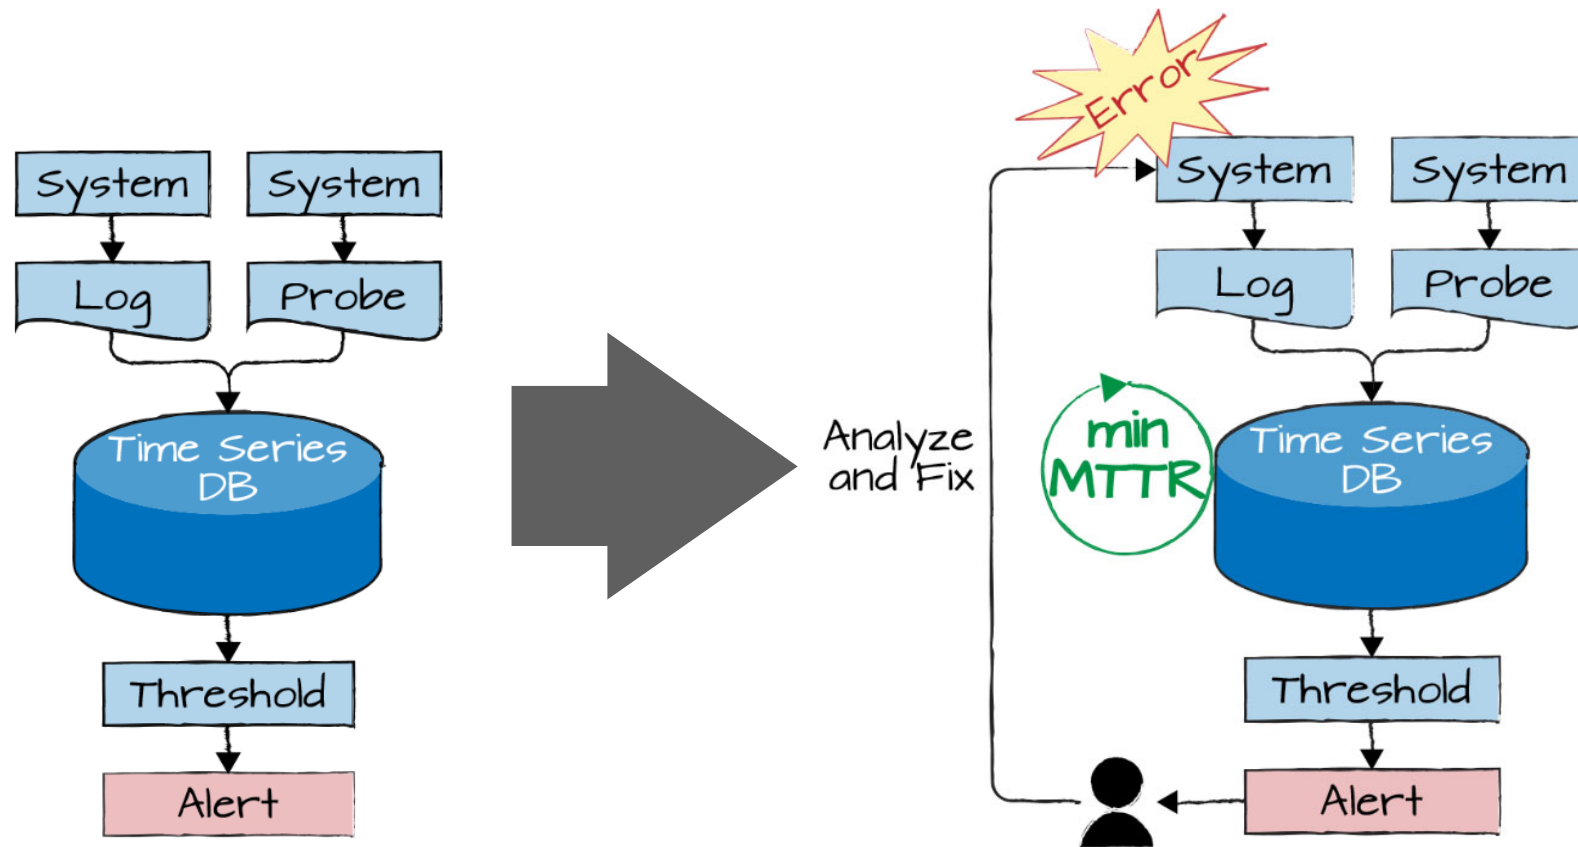 System
System
Log
Probe
Time Series
DB
Threshold
Alert
Error
System
System
Log
Probe
Analyze
and Fix
min
MTTR
Time Series
DB
Threshold
Alert